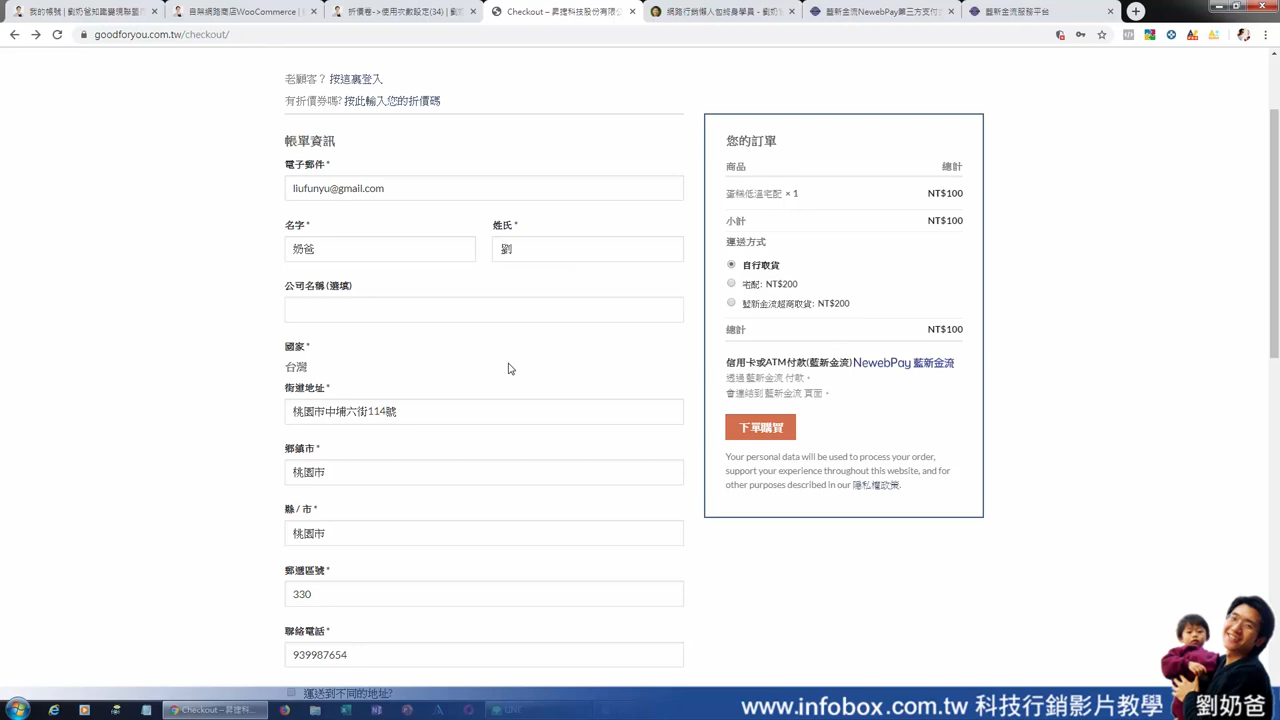 我的帳號 | 劉奶爸知識變現聯盟
自架網路商店WooCommerce |
折價卷->使用次數設定(34) | 劉奶
Checkout – 昇捷科技股份有限公
網路行銷懶人包終身學員 - 劉奶
藍新金流NewebPay第三方支付
藍新金流服務平台
goodforyou.com.tw/checkout/
老顧客？ 按這裏登入
有折價券嗎? 按此輸入您的折價碼
帳單資訊
電子郵件 *
liufunyu@gmail.com
名字 *
姓氏 *
奶爸
劉
公司名稱 (選填)
國家 *
台灣
街道地址 *
桃園市中埔六街114號
鄉鎮市 *
桃園市
縣 / 市 *
桃園市
郵遞區號 *
330
聯絡電話 *
939987654
運送到不同的地址?
您的訂單
商品 總計
蛋糕低溫宅配 × 1 NT$100
小計 NT$100
運送方式
自行取貨
宅配: NT$200
藍新金流超商取貨: NT$200
總計 NT$100
信用卡或ATM付款(藍新金流)NewebPay 藍新金流
透過 藍新金流 付款。
會連結到 藍新金流 頁面。
下單購買
Your personal data will be used to process your order,
support your experience throughout this website, and for
other purposes described in our 隱私權政策.
Checkout – 昇捷科...
LINE
www.infobox.com.tw 科技行銷影片教學
劉奶爸